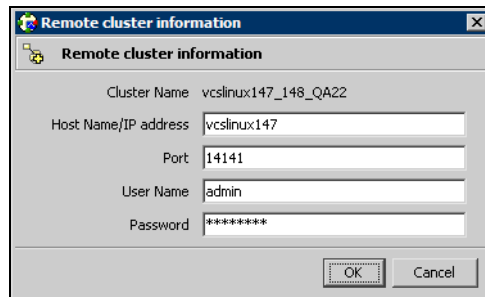 Remote cluster information
Remote cluster information
Cluster Name vcslinux147_148_QA22
Host Name/IP address vcslinux147
Port 14141
User Name admin
Password ********
OK Cancel